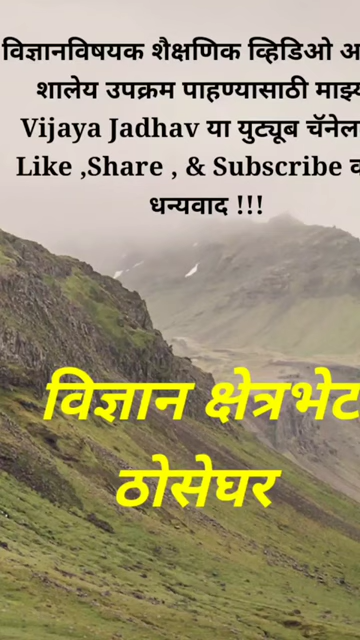 विज्ञानविषयक शैक्षणिक व्हिडिओ अ
शालेय उपक्रम पाहण्यासाठी माझ्य
Vijaya Jadhav या युट्यूब चॅनेल
Like ,Share , & Subscribe
धन्यवाद !!!
विज्ञान क्षेत्रभेट
ठोसेघर